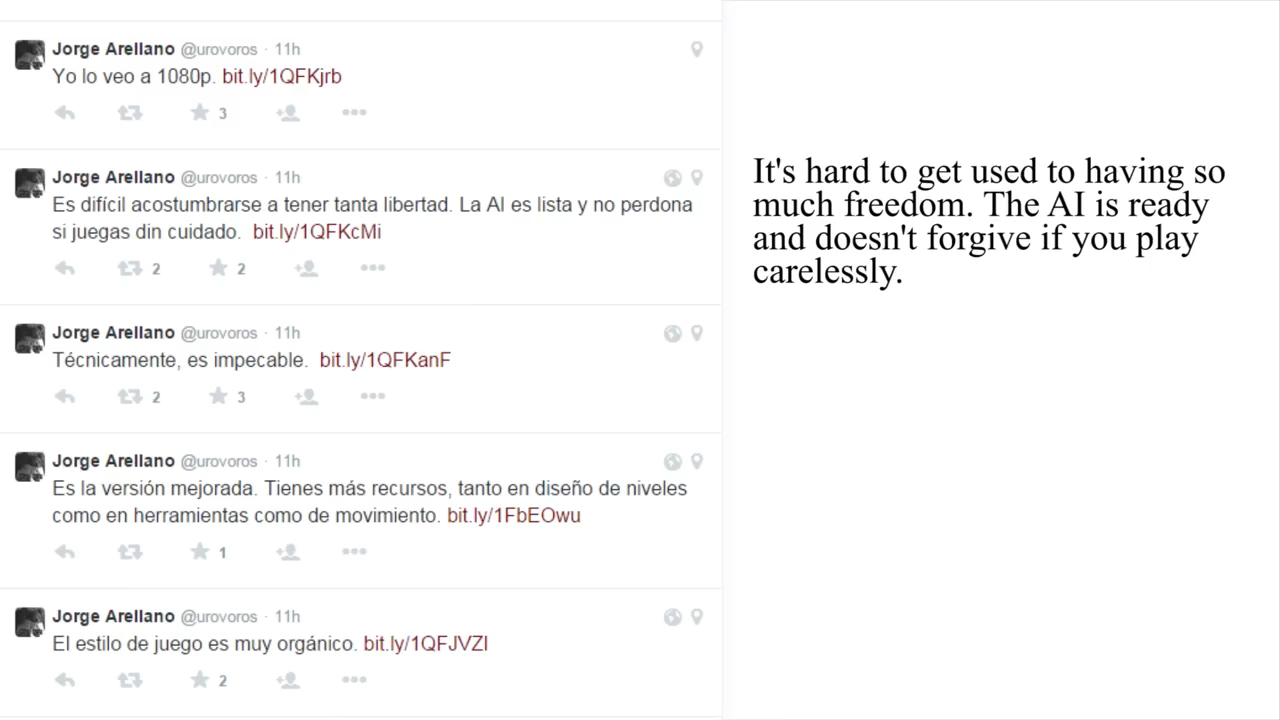 Jorge Arellano @urovoros · 11h
Yo lo veo a 1080p. bit.ly/1QFKjrb
3
Jorge Arellano @urovoros · 11h
Es difícil acostumbrarse a tener tanta libertad. La AI es lista y no perdona
si juegas din cuidado. bit.ly/1QFKcMi
2 2
Jorge Arellano @urovoros · 11h
Técnicamente, es impecable. bit.ly/1QFKanF
2 3
Jorge Arellano @urovoros · 11h
Es la versión mejorada. Tienes más recursos, tanto en diseño de niveles
como en herramientas como de movimiento. bit.ly/1FbEOwu
1
Jorge Arellano @urovoros · 11h
El estilo de juego es muy orgánico. bit.ly/1QFJVZl
2
It's hard to get used to having so
much freedom. The AI is ready
and doesn't forgive if you play
carelessly.